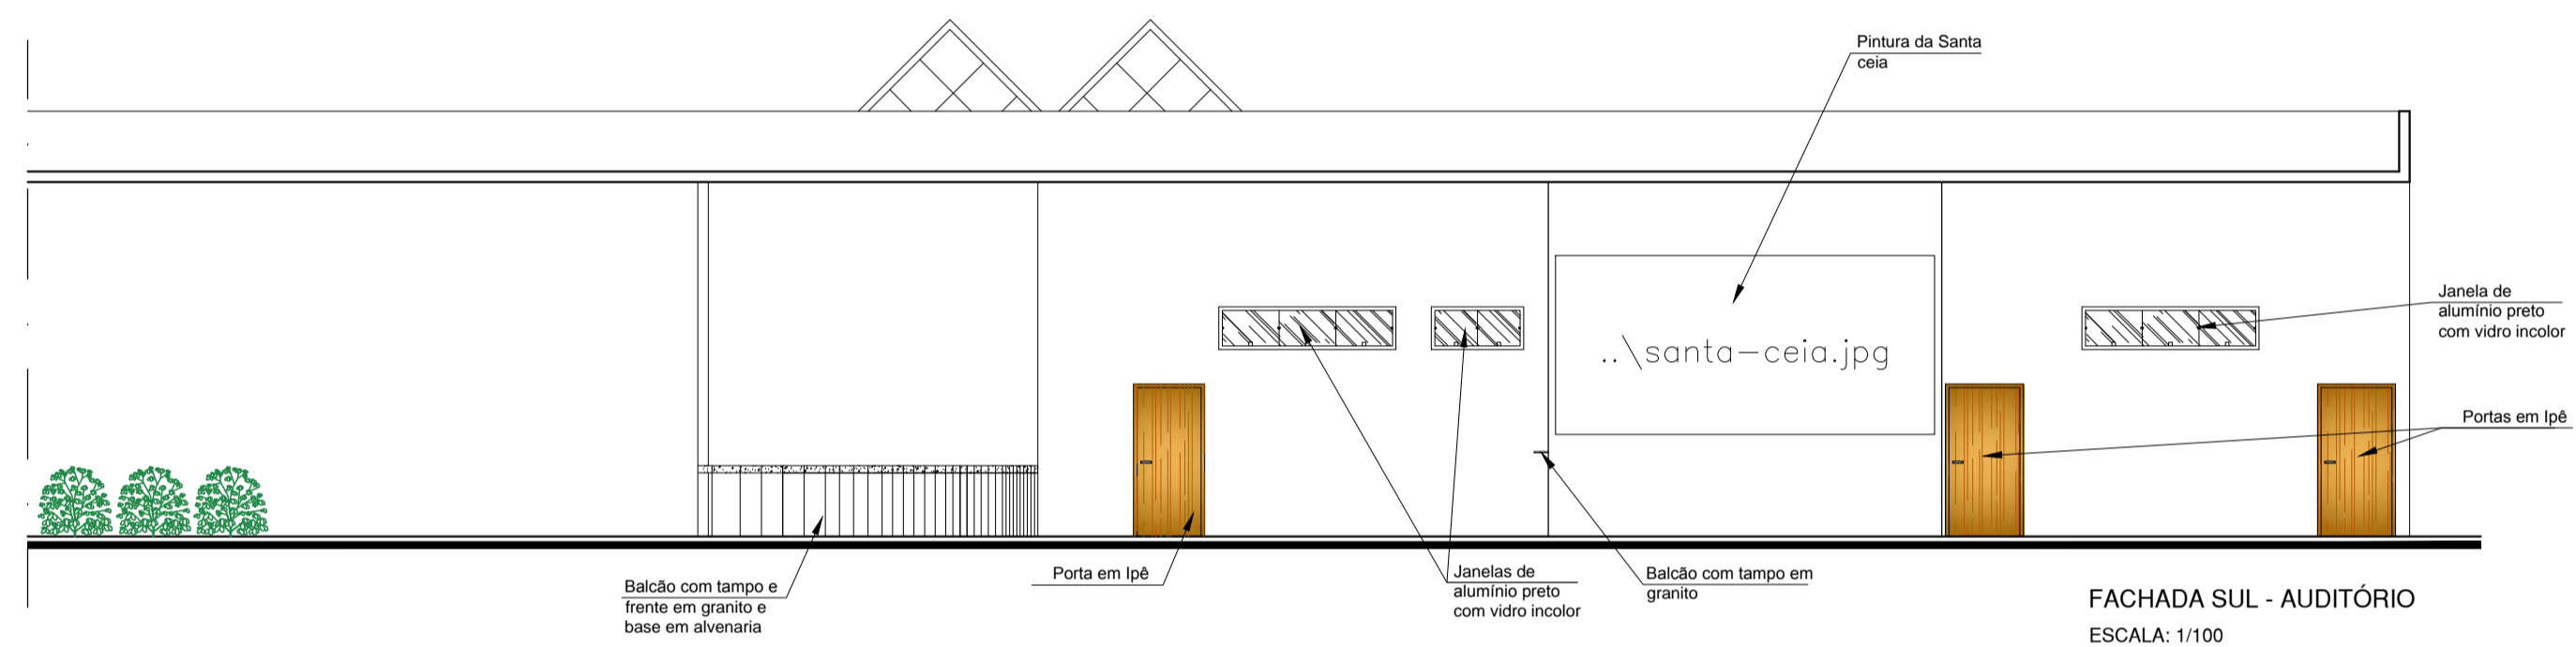 Pintura da Santa
ceia
..\santa-ceia.jpg
Janela de
alumínio preto
com vidro incolor
Portas em Ipê
Balcão com tampo e
frente em granito e
base em alvenaria
Porta em Ipê
Janelas de
alumínio preto
com vidro incolor
Balcão com tampo em
granito
FACHADA SUL - AUDITÓRIO
ESCALA: 1/100